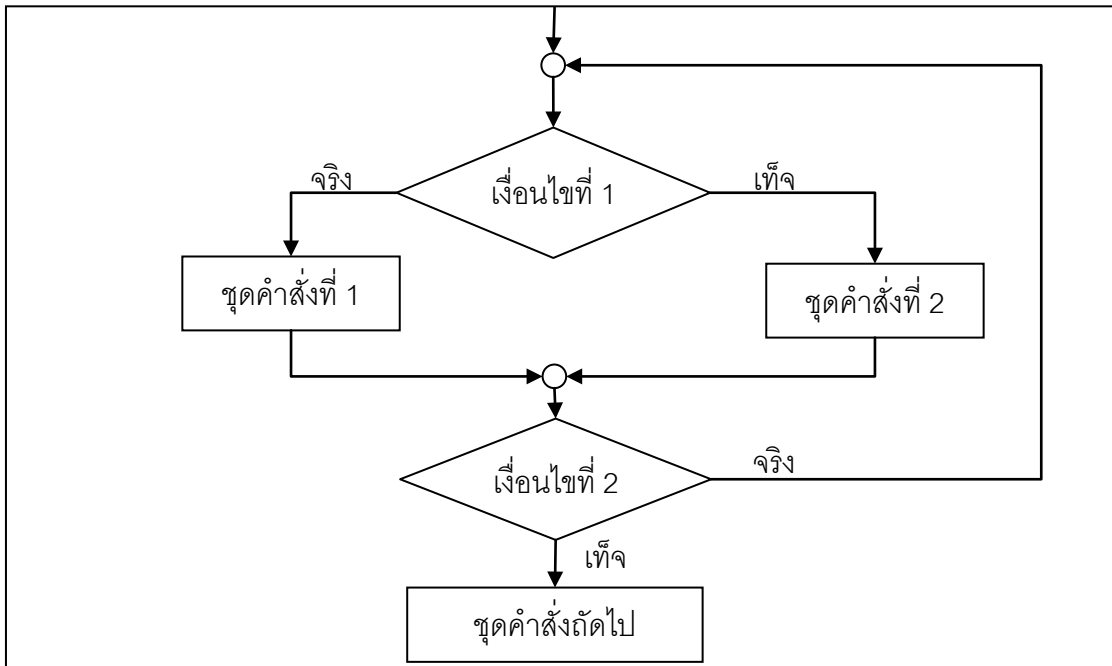 เงื่อนไขที่ 1
จริง
เท็จ
ชุดคำสั่งที่ 1
ชุดคำสั่งที่ 2
เงื่อนไขที่ 2
จริง
เท็จ
ชุดคำสั่งถัดไป